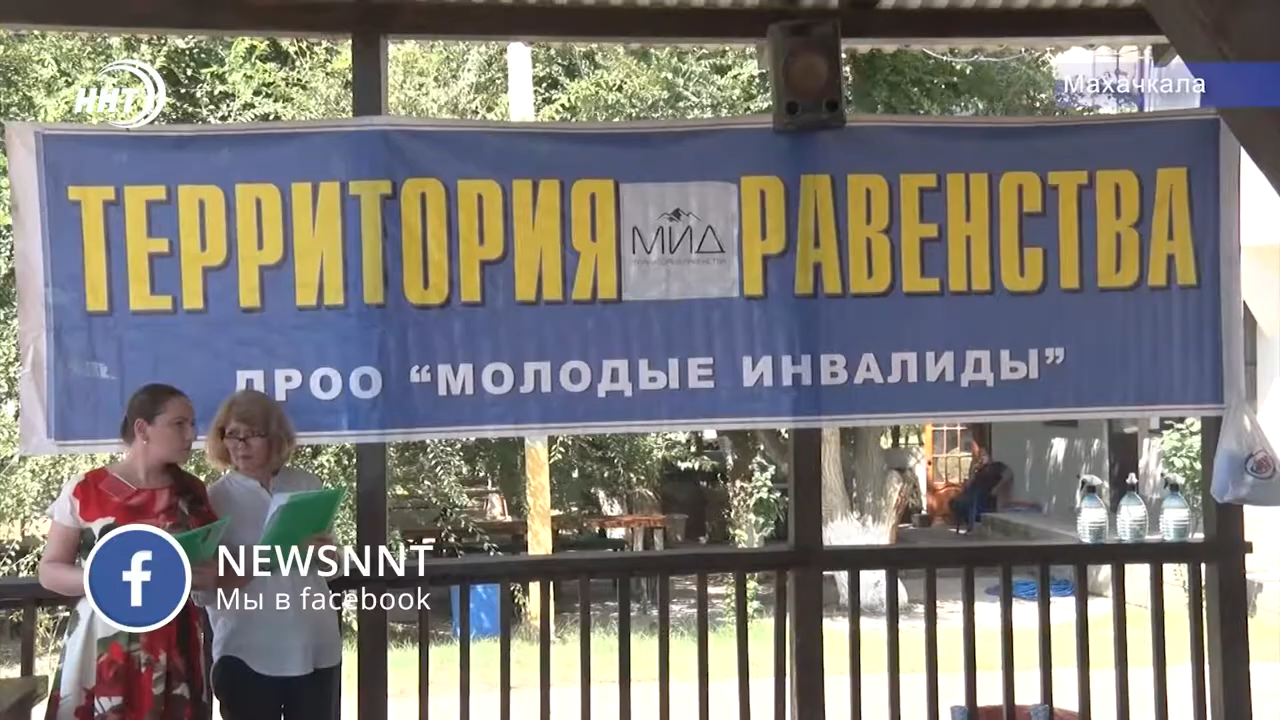 ННТ
Махачкала
ТЕРРИТОРИЯ РАВЕНСТВА
МИД
ДРОО “МОЛОДЫЕ ИНВАЛИДЫ”
NEWSNNT
Мы в facebook